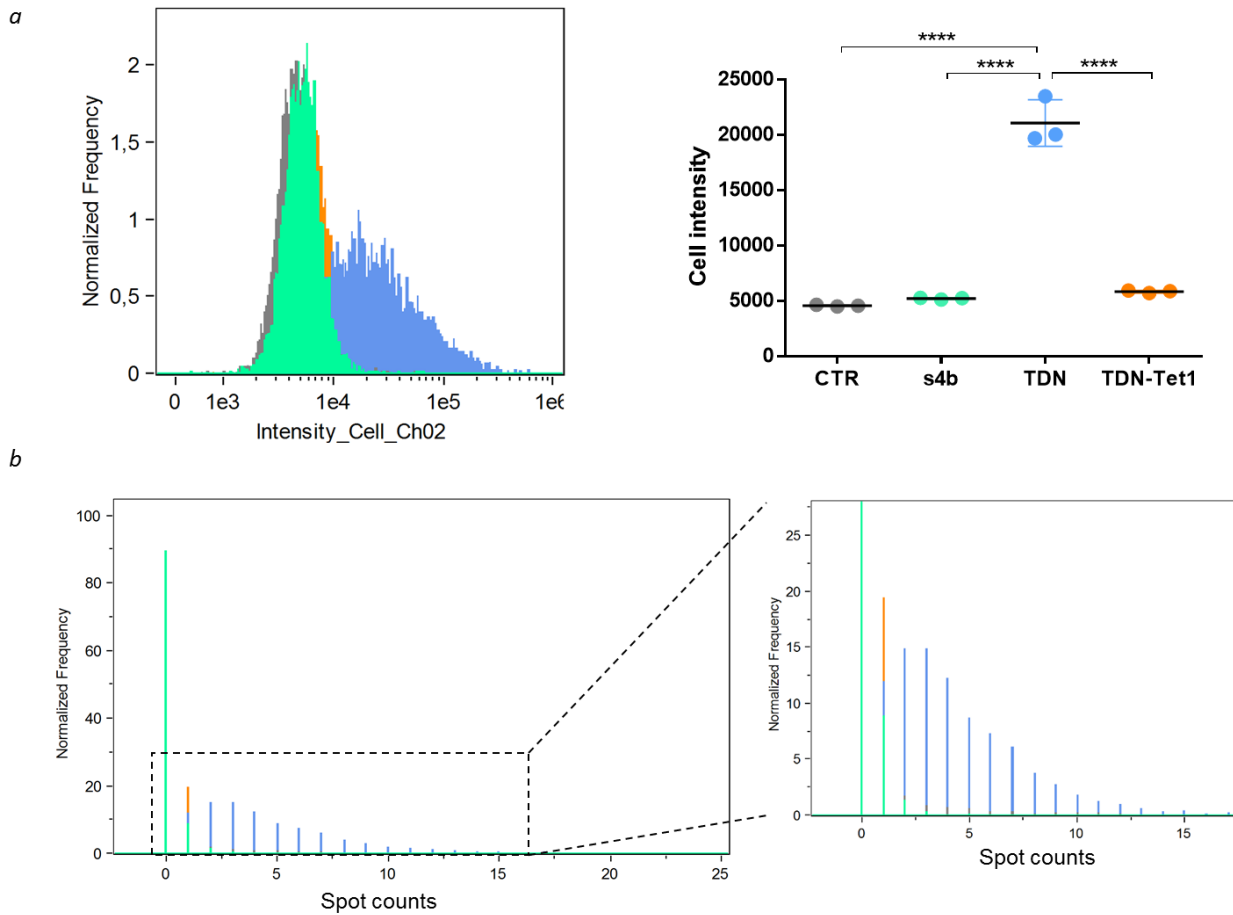 a
Normalized Frequency
2
1,5
1
0,5
0
0 1e3 1e4 1e5 1e6
Intensity_Cell_Ch02
****
**** ****
Cell intensity
25000
20000
15000
10000
5000
0
CTR s4b TDN TDN-Tet1
b
Normalized Frequency
100
80
60
40
20
0
0 5 10 15 20 25
Spot counts
Normalized Frequency
25
20
15
10
5
0
0 5 10 15
Spot counts